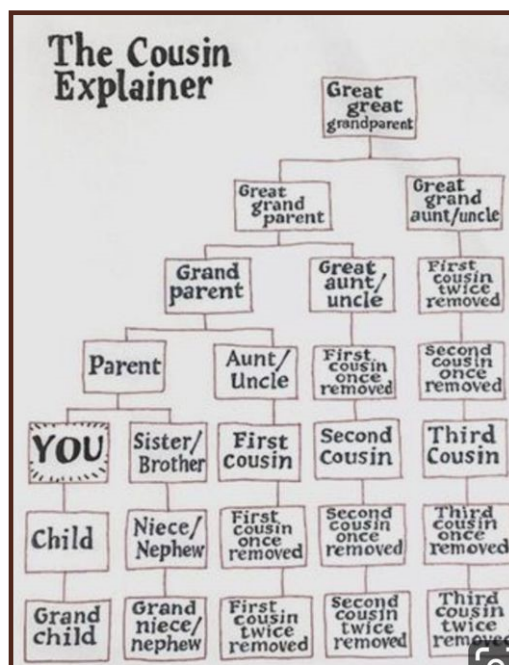 The Cousin
Explainer
Great
great
grandparent
Great
grand
parent
Great
grand
aunt/uncle
Grand
parent
Great
aunt/
uncle
First
cousin
twice
removed
Parent
Aunt/
Uncle
First
cousin
once
removed
Second
cousin
once
removed
YOU
Sister/
Brother
First
Cousin
Second
Cousin
Third
Cousin
Child
Niece/
Nephew
First
cousin
once
removed
Second
cousin
once
removed
Third
cousin
once
removed
Grand
child
Grand
niece/
nephew
First
cousin
twice
removed
Second
cousin
twice
removed
Third
cousin
twice
removed